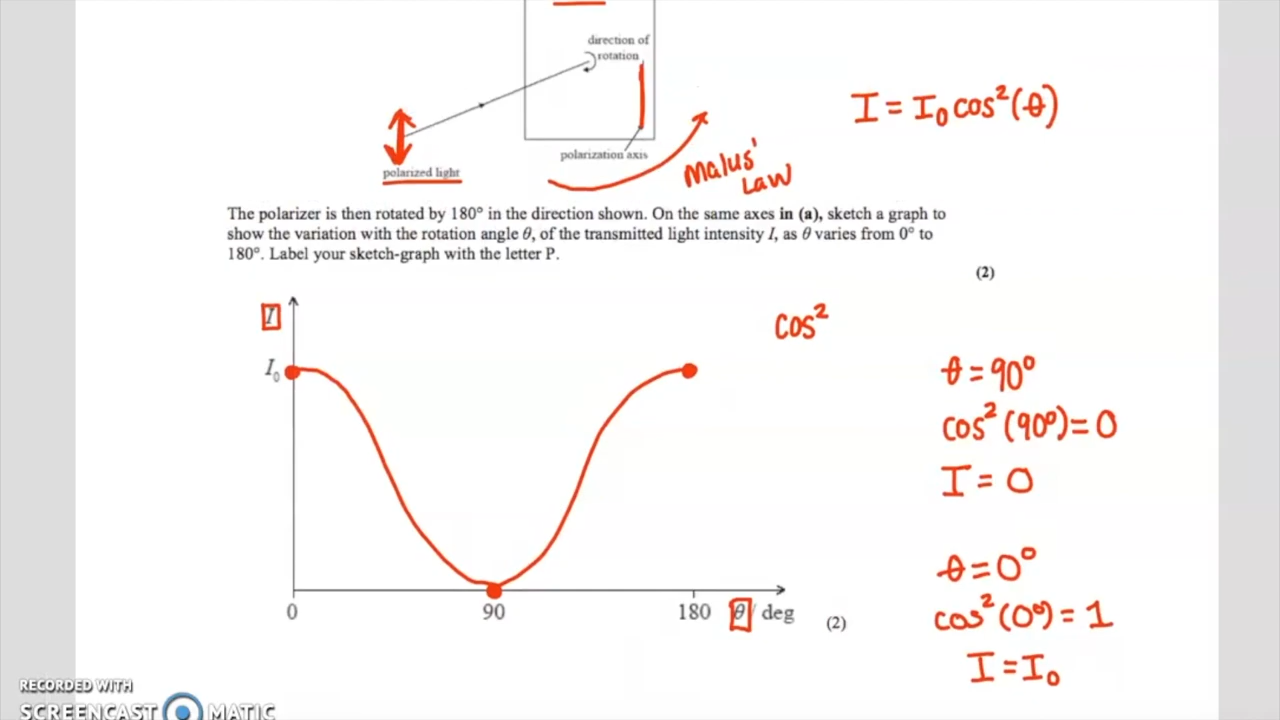 direction of
rotation
I = I₀ cos²(θ)
polarization axis
Malus'
Law
polarized light
The polarizer is then rotated by 180° in the direction shown. On the same axes in (a), sketch a graph to
show the variation with the rotation angle θ, of the transmitted light intensity I, as θ varies from 0° to
180°. Label your sketch-graph with the letter P.
(2)
I
cos²
I₀
θ = 90°
cos² (90°) = 0
I = 0
θ = 0°
0 90 180 θ/ deg
(2)
cos² (0°) = 1
I = I₀
RECORDED WITH
SCREENCAST MATIC